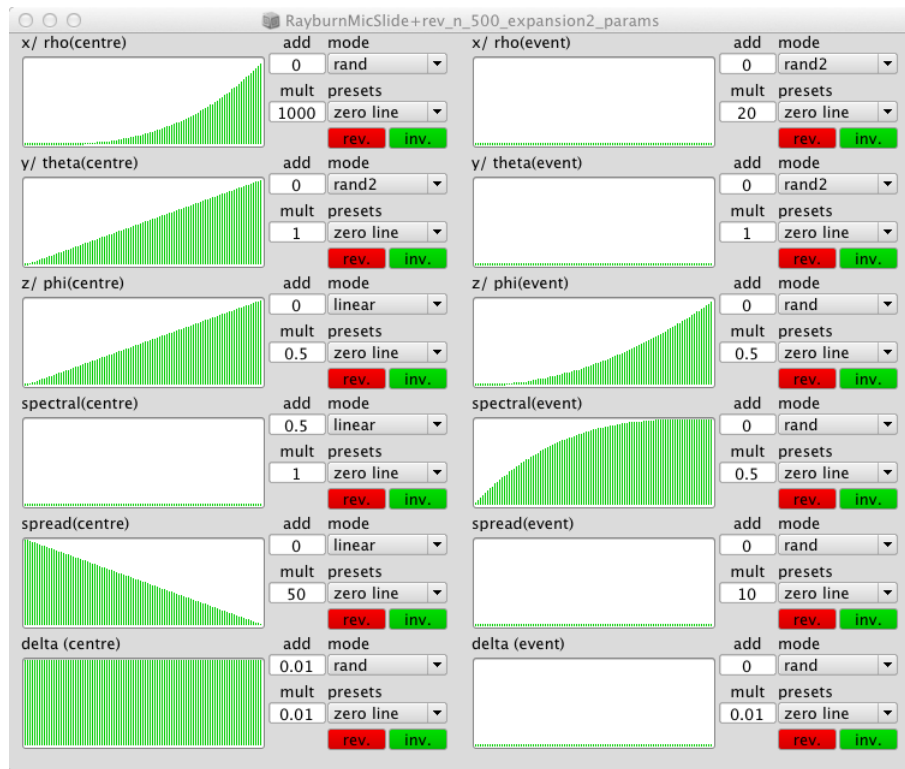 RayburnMicSlide+rev_n_500_expansion2_params
x/ rho(centre) add mode
0 rand
mult presets
1000 zero line
rev. inv.
x/ rho(event) add mode
0 rand2
mult presets
20 zero line
rev. inv.
y/ theta(centre) add mode
0 rand2
mult presets
1 zero line
rev. inv.
y/ theta(event) add mode
0 rand2
mult presets
1 zero line
rev. inv.
z/ phi(centre) add mode
0 linear
mult presets
0.5 zero line
rev. inv.
z/ phi(event) add mode
0 rand
mult presets
0.5 zero line
rev. inv.
spectral(centre) add mode
0.5 linear
mult presets
1 zero line
rev. inv.
spectral(event) add mode
0 rand
mult presets
0.5 zero line
rev. inv.
spread(centre) add mode
0 linear
mult presets
50 zero line
rev. inv.
spread(event) add mode
0 rand
mult presets
10 zero line
rev. inv.
delta (centre) add mode
0.01 rand
mult presets
0.01 zero line
rev. inv.
delta (event) add mode
0 rand
mult presets
0.01 zero line
rev. inv.